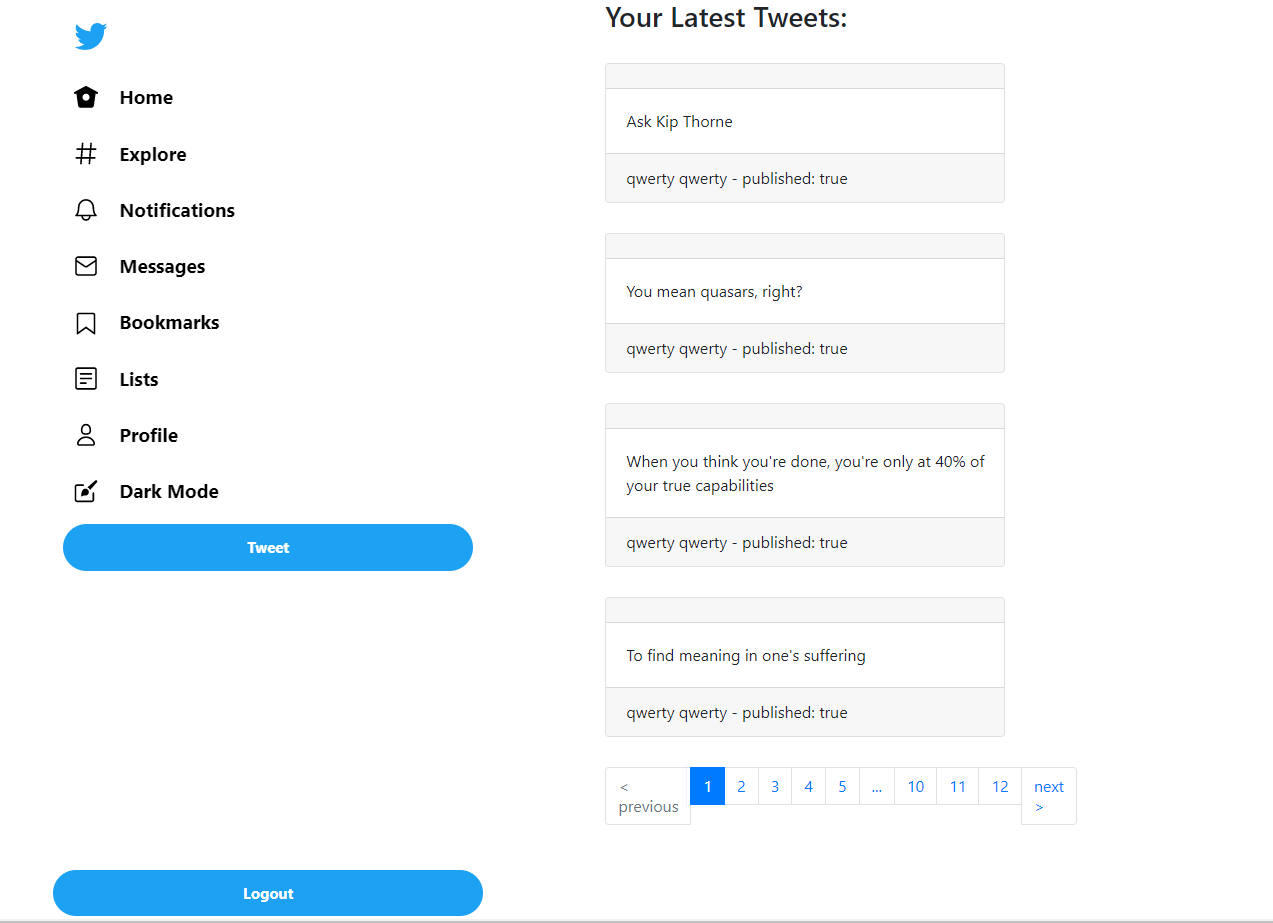 Home
Explore
Notifications
Messages
Bookmarks
Lists
Profile
Dark Mode
Tweet
Logout
Your Latest Tweets:
Ask Kip Thorne
qwerty qwerty - published: true
You mean quasars, right?
qwerty qwerty - published: true
When you think you're done, you're only at 40% of
your true capabilities
qwerty qwerty - published: true
To find meaning in one's suffering
qwerty qwerty - published: true
< previous 1 2 3 4 5 ... 10 11 12 next >